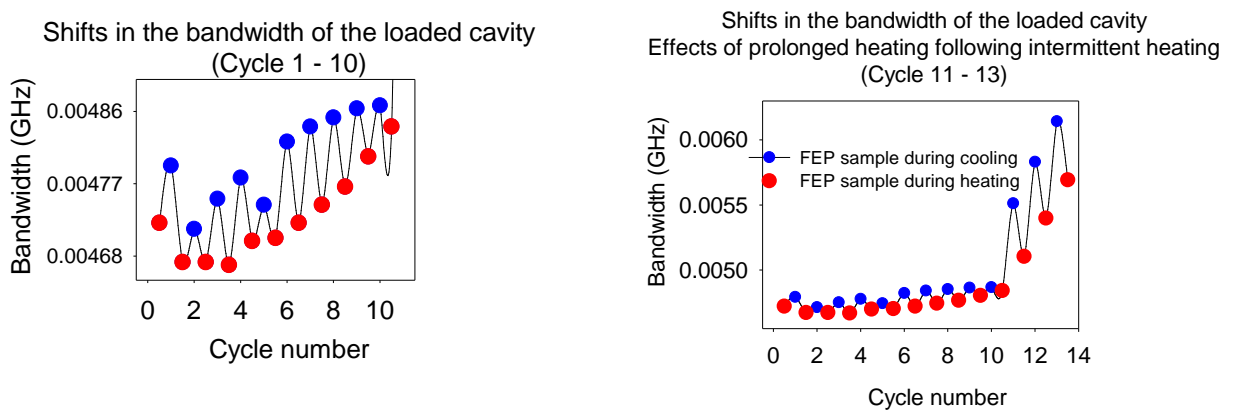 Shifts in the bandwidth of the loaded cavity
(Cycle 1 - 10)
Bandwidth (GHz)
0.00486
0.00477
0.00468
0 2 4 6 8 10
Cycle number
Shifts in the bandwidth of the loaded cavity
Effects of prolonged heating following intermittent heating
(Cycle 11 - 13)
Bandwidth (GHz)
0.0060
0.0055
0.0050
FEP sample during cooling
FEP sample during heating
0 2 4 6 8 10 12 14
Cycle number